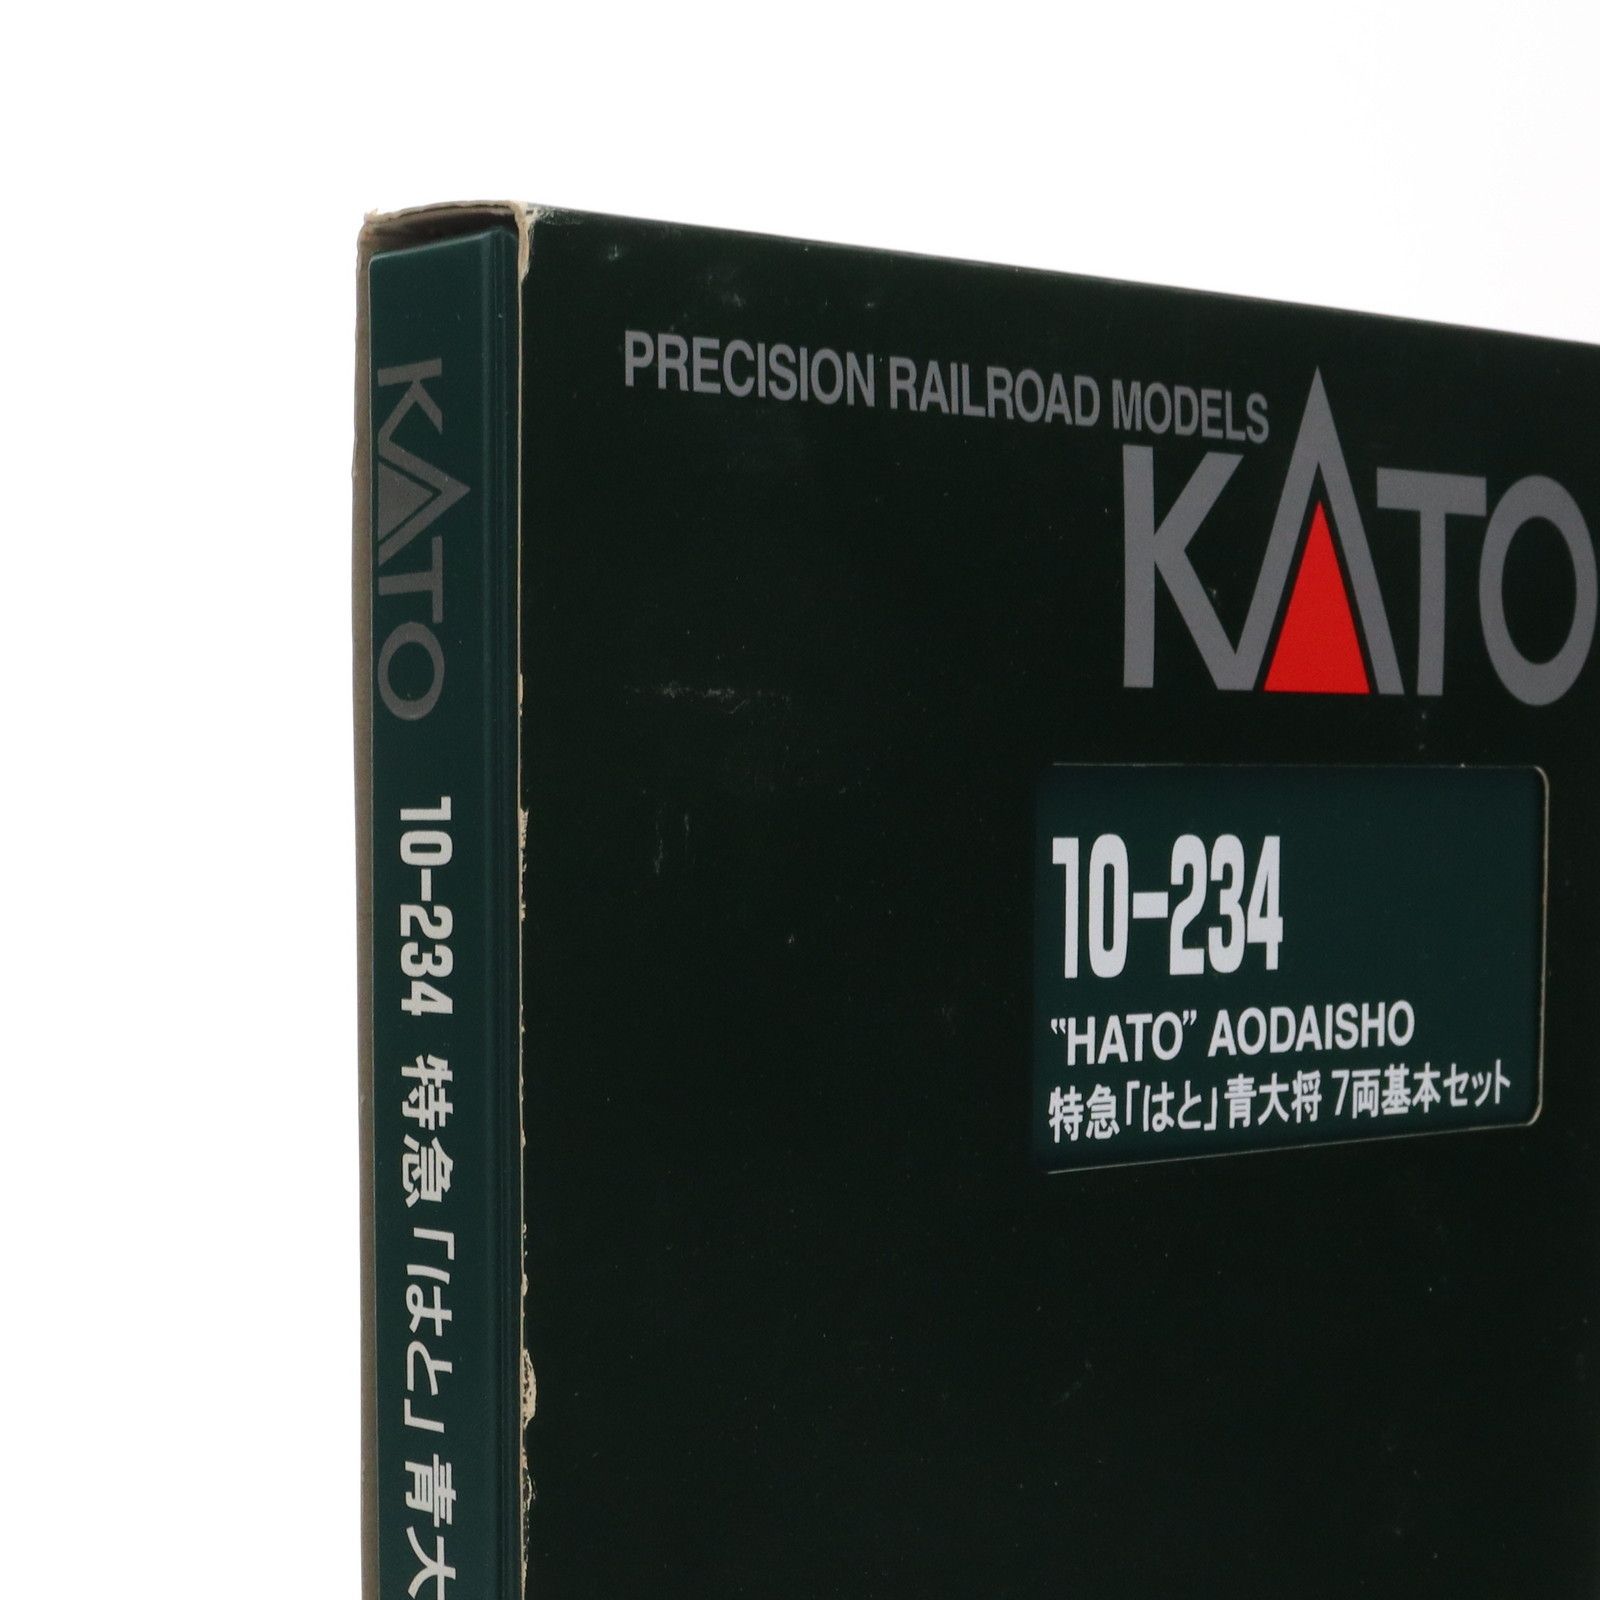 KATO 10-234 特急「はと」青大
PRECISION RAILROAD MODELS
KATO
10-234
"HATO" AODAISHO
特急「はと」青大将 7両基本セット